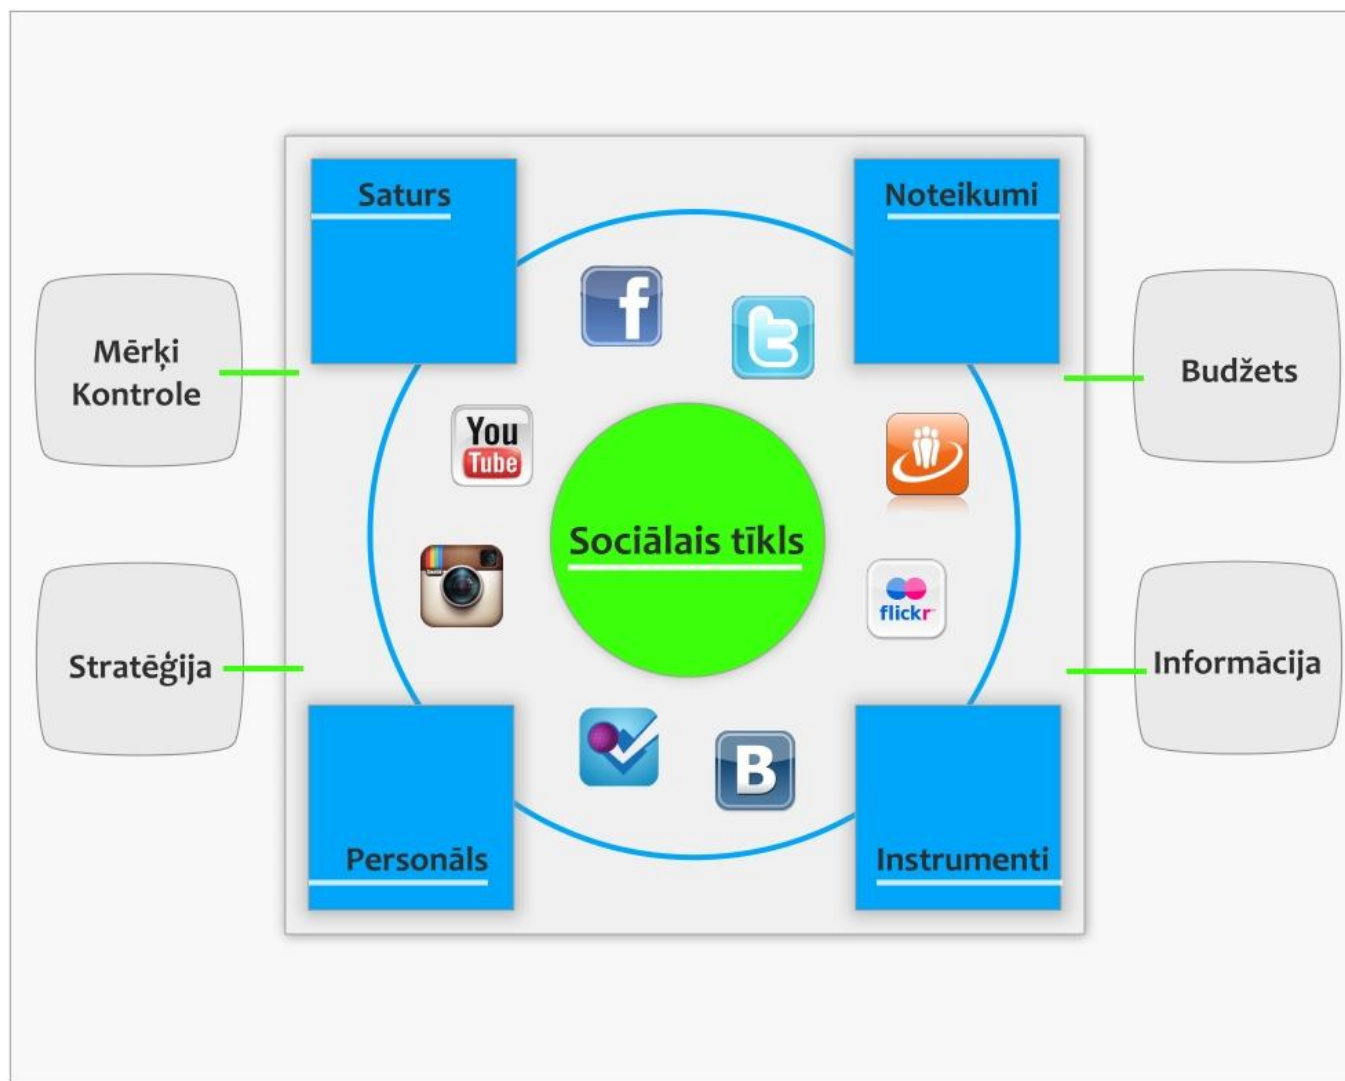 Saturs
Noteikumi
f
t
Mērķi
Kontrole
Budžets
You
Tube
Sociālais tīkls
flickr
Stratēģija
Informācija
B
Personāls
Instrumenti